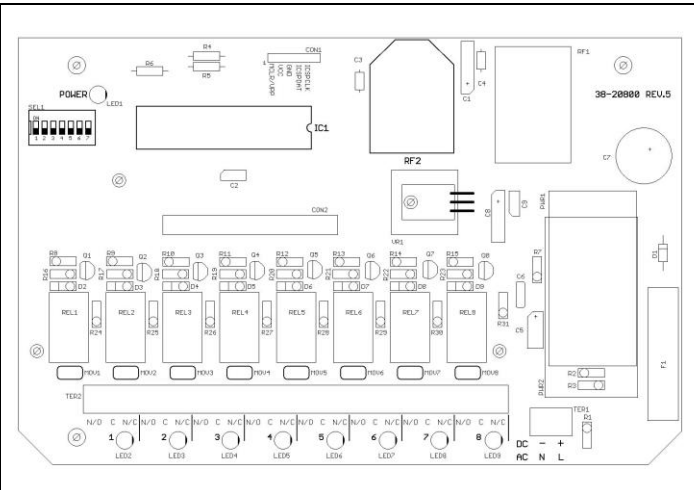 R4
R5
R6
CON1
1
MCLR/VPP
VCC
GND
ICSPDAT
ICSPCLK
C3
C1
+
C4
RF1
38-20800 REV.5
POWER
LED1
SEL1
ON
1 2 3 4 5 6 7
IC1
RF2
C7
+
C2
CON2
VR1
C8
C9
PWR1
R8 Q1 R9 Q2 R10 Q3 R11 Q4 R12 Q5 R13 Q6 R14 Q7 R15 Q8
R7
D1
R16 R17 R18 R19 R20 R21 R22 R23
D2 D3 D4 D5 D6 D7 D8 D9
C6
REL1 REL2 REL3 REL4 REL5 REL6 REL7 REL8
R24 R25 R26 R27 R28 R29 R30 R31
C5
+
F1
MOV1 MOV2 MOV3 MOV4 MOV5 MOV6 MOV7 MOV8
PWR2
R2
R3
TER2
TER1
R1
N/O C N/C N/O C N/C N/O C N/C N/O C N/C N/O C N/C N/O C N/C N/O C N/C N/O C N/C
1 2 3 4 5 6 7 8
LED2 LED3 LED4 LED5 LED6 LED7 LED8 LED9
DC - +
AC N L